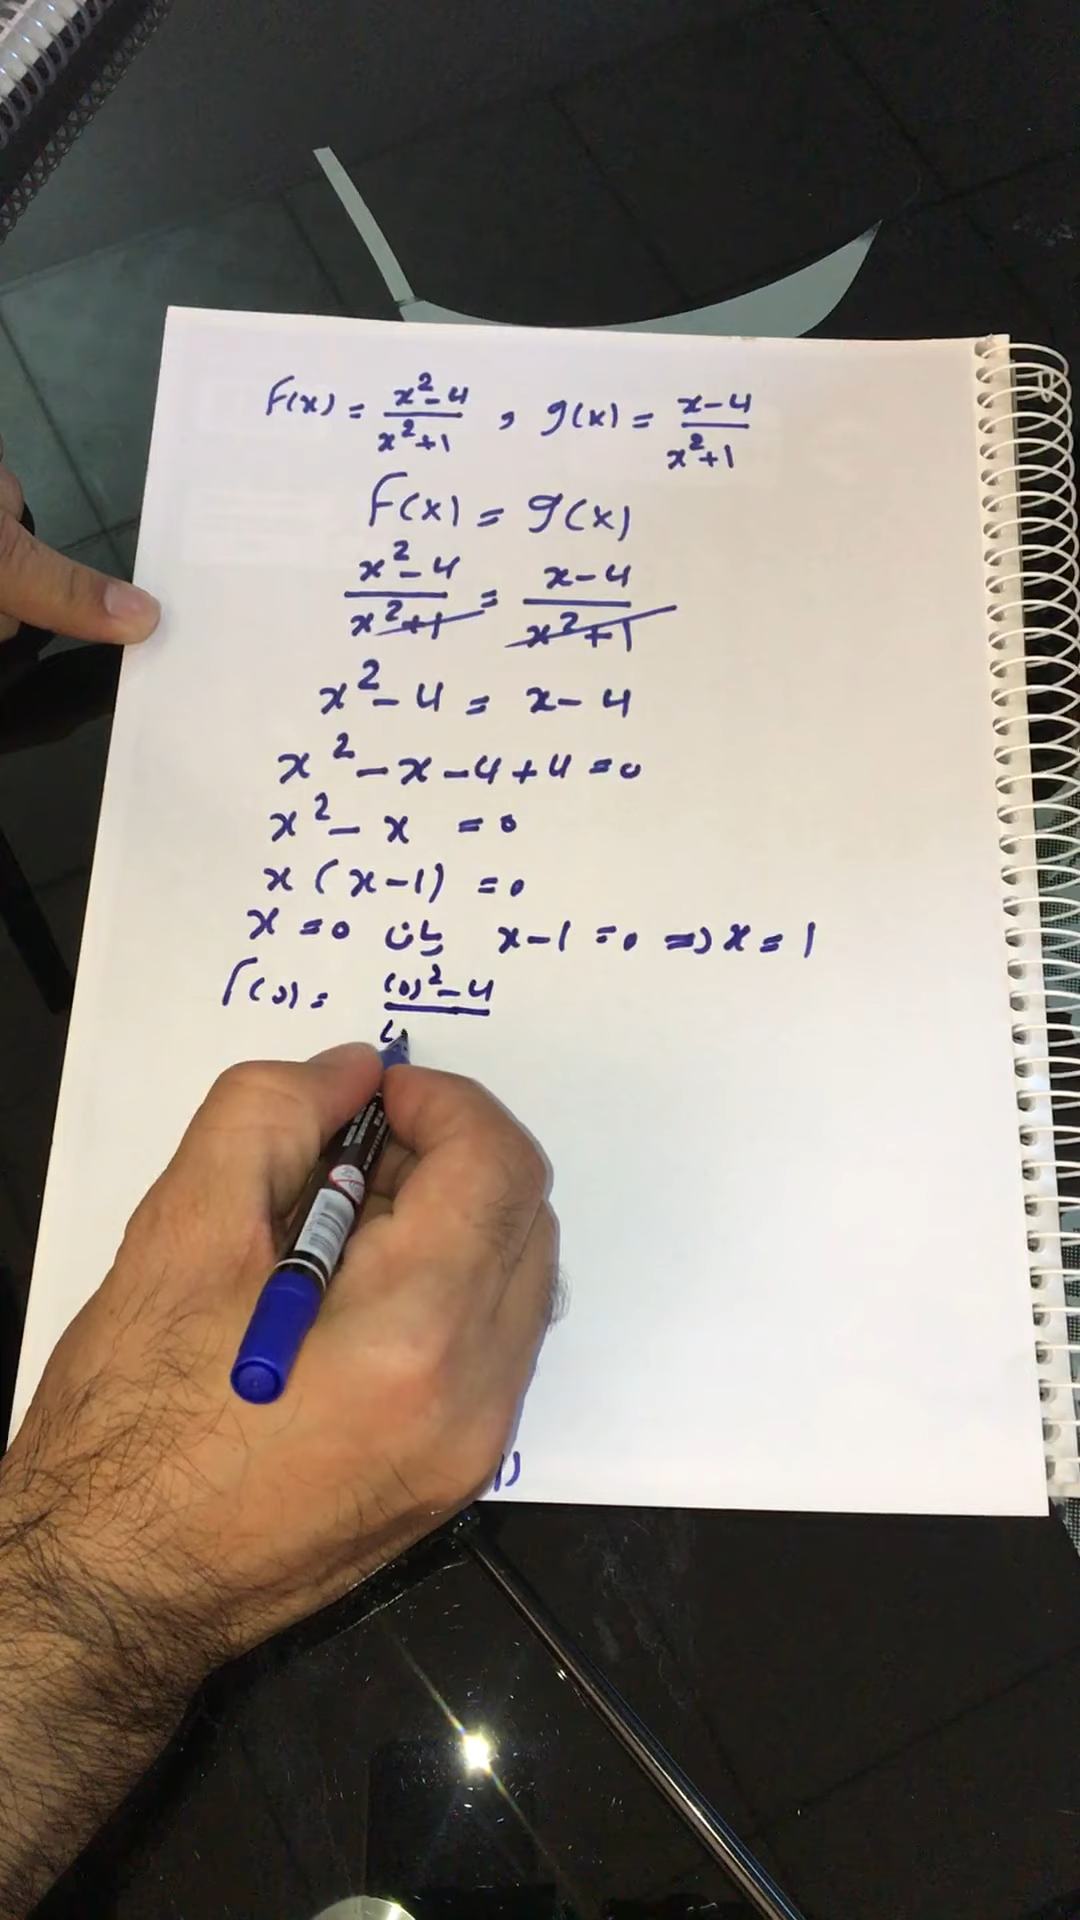 F(x) = x²-4 / x²+1 , g(x) = x-4 / x²+1
F(x) = g(x)
x²-4 / x²+1 = x-4 / x²+1
x²-4 = x-4
x²-x-4+4=0
x²-x =0
x(x-1) =0
x=0 یان x-1=0 ⇒ x=1
F(0)= (0)²-4